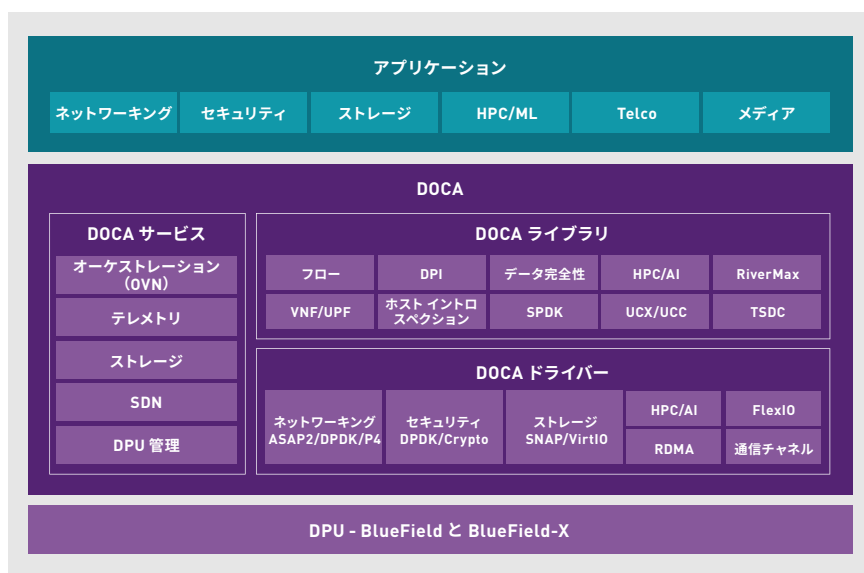 アプリケーション
ネットワーキング
セキュリティ
ストレージ
HPC/ML
Telco
メディア
DOCA
DOCA サービス
オーケストレーション
（OVN）
テレメトリ
ストレージ
SDN
DPU 管理
DOCA ライブラリ
フロー
DPI
データ完全性
HPC/AI
RiverMax
VNF/UPF
ホスト イントロ
スペクション
SPDK
UCX/UCC
TSDC
DOCA ドライバー
ネットワーキング
ASAP2/DPDK/P4
セキュリティ
DPDK/Crypto
ストレージ
SNAP/VirtIO
HPC/AI
FlexIO
RDMA
通信チャネル
DPU - BlueField と BlueField-X